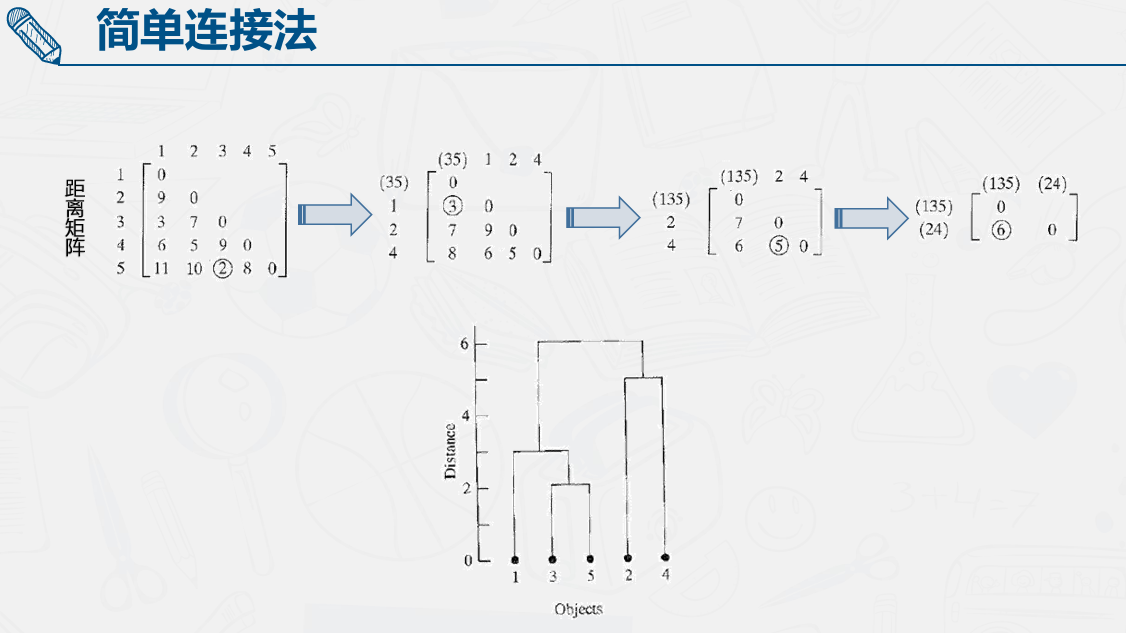 简单连接法
距离矩阵
1 2 3 4 5
1 0
2 9 0
3 3 7 0
4 6 5 9 0
5 11 10 2 8 0
(35) 1 2 4
(35) 0
1 3 0
2 7 9 0
4 8 6 5 0
(135) 2 4
(135) 0
2 7 0
4 6 5 0
(135) (24)
(135) 0
(24) 6 0
Distance
6
4
2
0
1 3 5 2 4
Objects